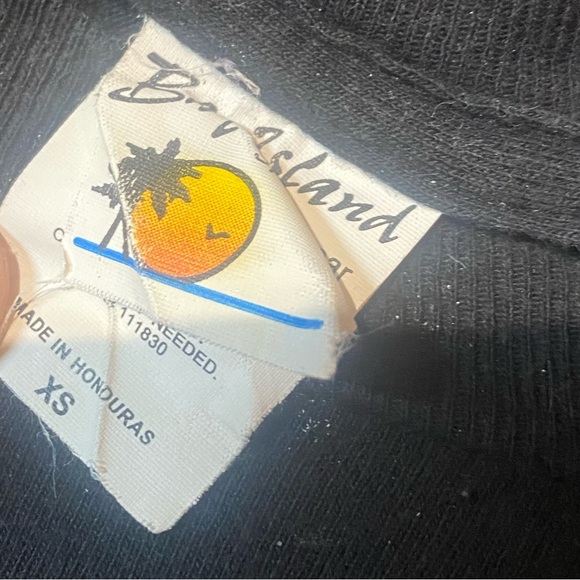 Island
NEEDED.
111830
MADE IN HONDURAS
XS